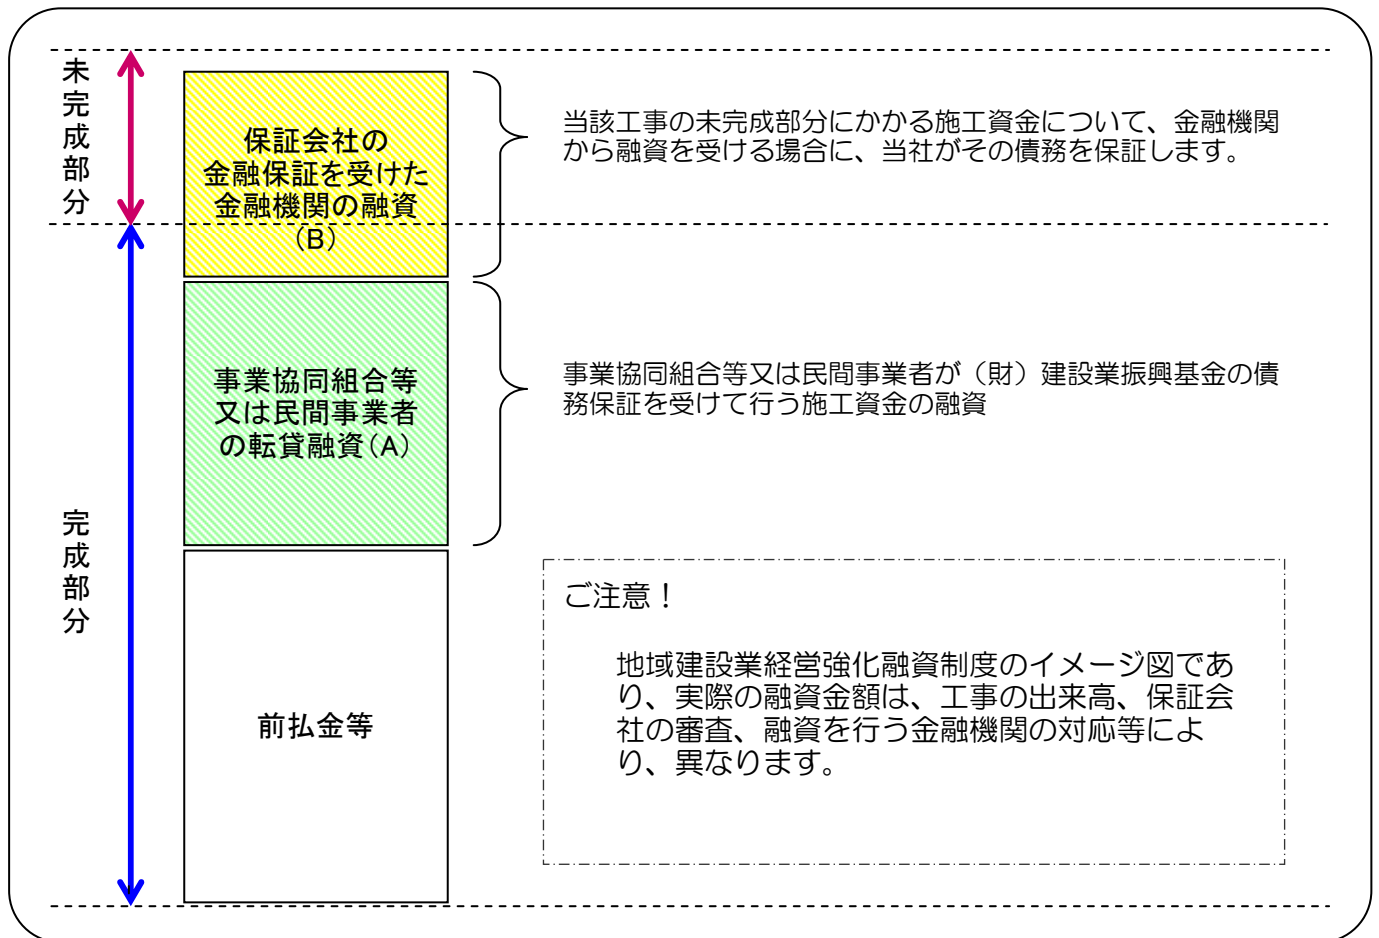 未完成部分
保証会社の
金融保証を受けた
金融機関の融資
（B）
当該工事の未完成部分にかかる施工資金について、金融機関
から融資を受ける場合に、当社がその債務を保証します。
事業協同組合等
又は民間事業者
の転貸融資（A）
事業協同組合等又は民間事業者が（財）建設業振興基金の債
務保証を受けて行う施工資金の融資
完成部分
前払金等
ご注意！
地域建設業経営強化融資制度のイメージ図であ
り、実際の融資金額は、工事の出来高、保証会
社の審査、融資を行う金融機関の対応等によ
り、異なります。